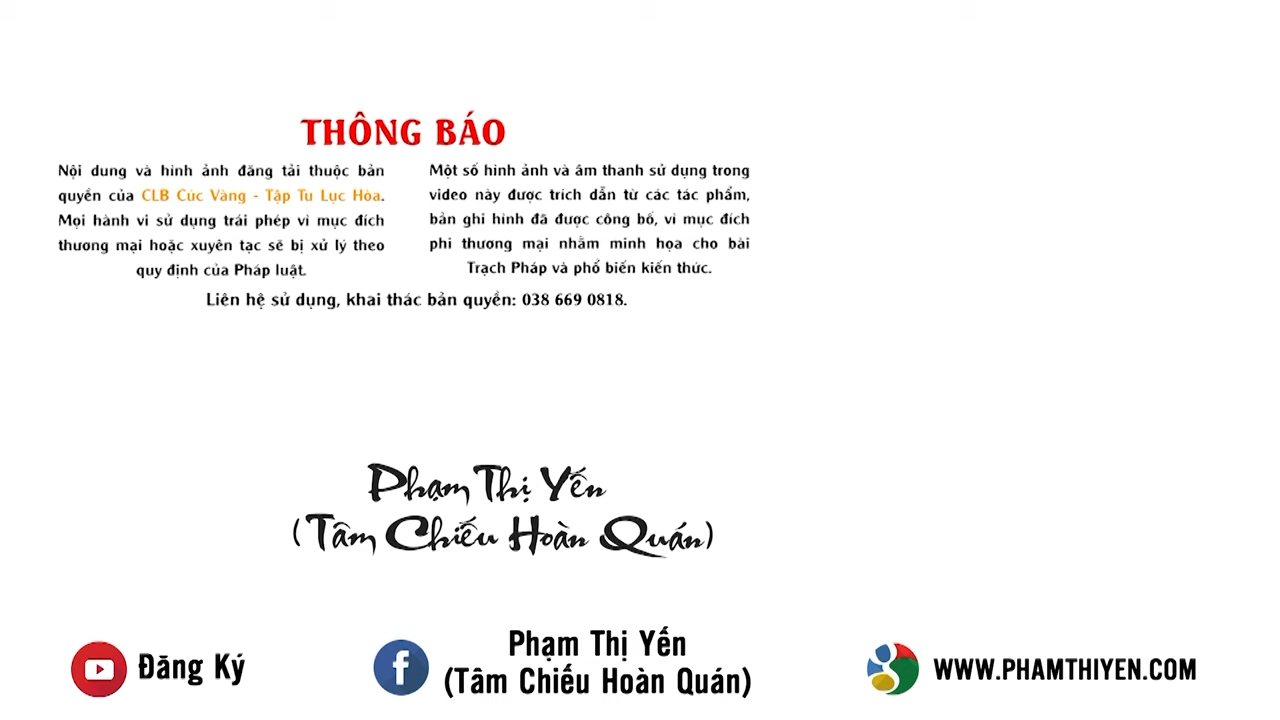 THÔNG BÁO
Nội dung và hình ảnh đăng tải thuộc bản
quyền của CLB Cúc Vàng - Tập Tu Lục Hòa.
Mọi hành vi sử dụng trái phép vì mục đích
thương mại hoặc xuyên tạc sẽ bị xử lý theo
quy định của Pháp luật.
Một số hình ảnh và âm thanh sử dụng trong
video này được trích dẫn từ các tác phẩm,
bản ghi hình đã được công bố, vì mục đích
phi thương mại nhằm minh họa cho bài
Trạch Pháp và phổ biến kiến thức.
Liên hệ sử dụng, khai thác bản quyền: 038 669 0818.
Phạm Thị Yến
(Tâm Chiếu Hoàn Quán)
Đăng Ký
Phạm Thị Yến
(Tâm Chiếu Hoàn Quán)
WWW.PHAMTHIYEN.COM